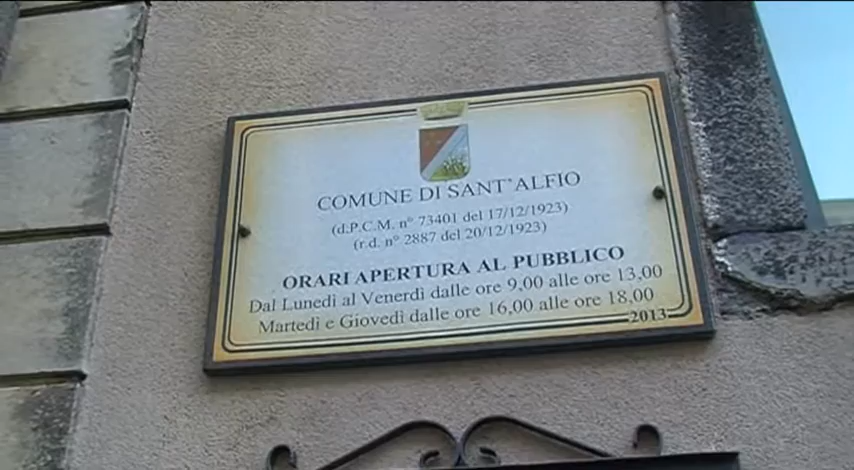 COMUNE DI SANT'ALFIO
(d.P.C.M. n° 73401 del 17/12/1923)
(r.d. n° 2887 del 20/12/1923)
ORARI APERTURA AL PUBBLICO
Dal Lunedì al Venerdì dalle ore 9,00 alle ore 13,00
Martedì e Giovedì dalle ore 16,00 alle ore 18,00
2013